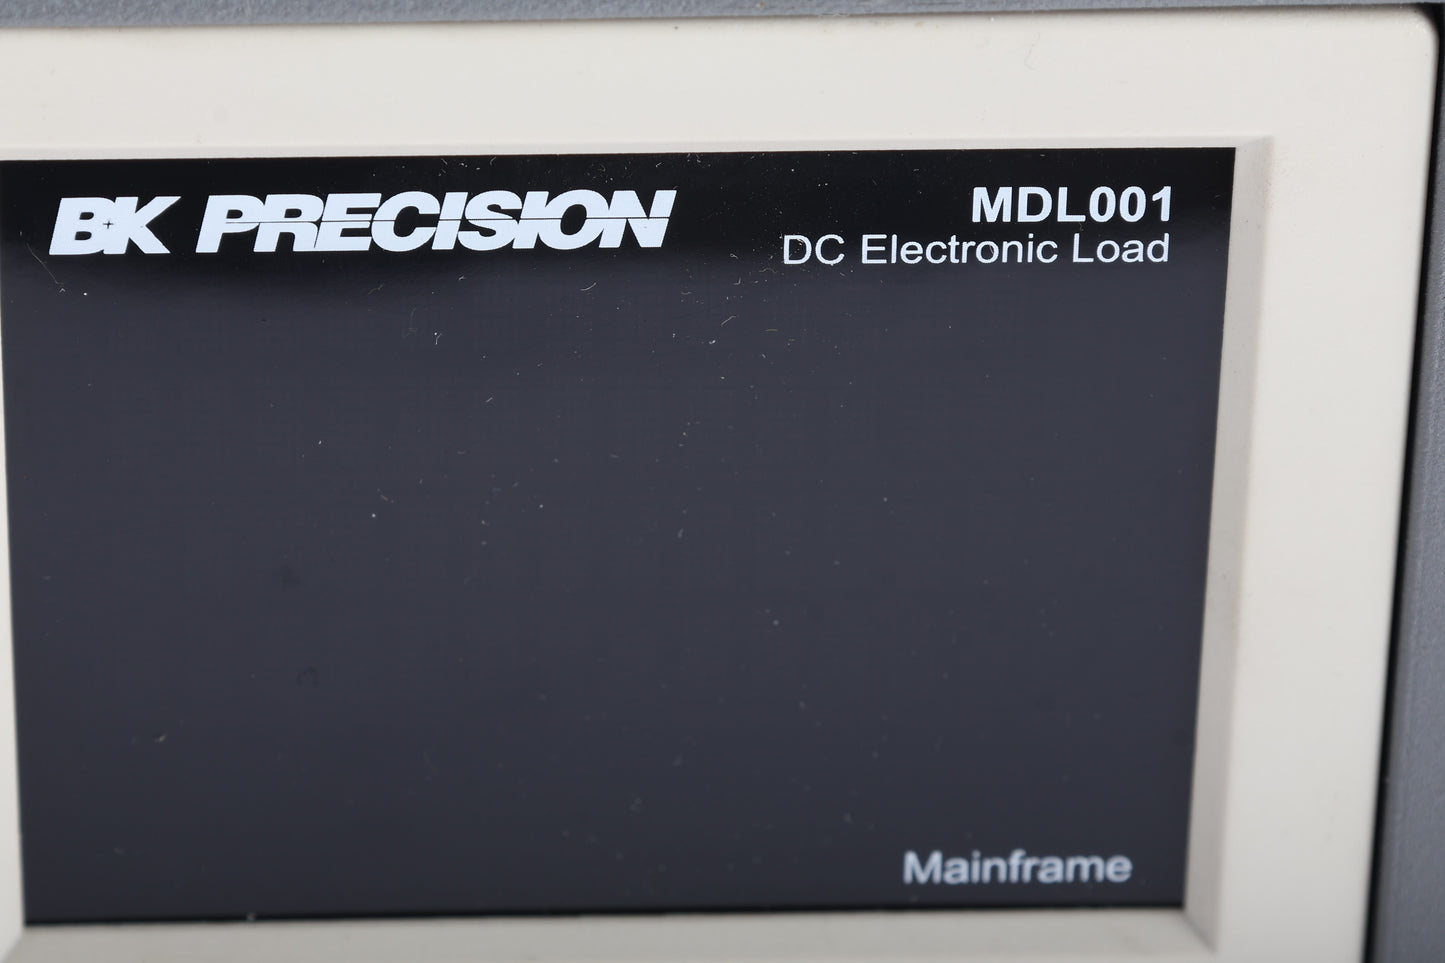 BK PRECISION
MDL001
DC Electronic Load
Mainframe